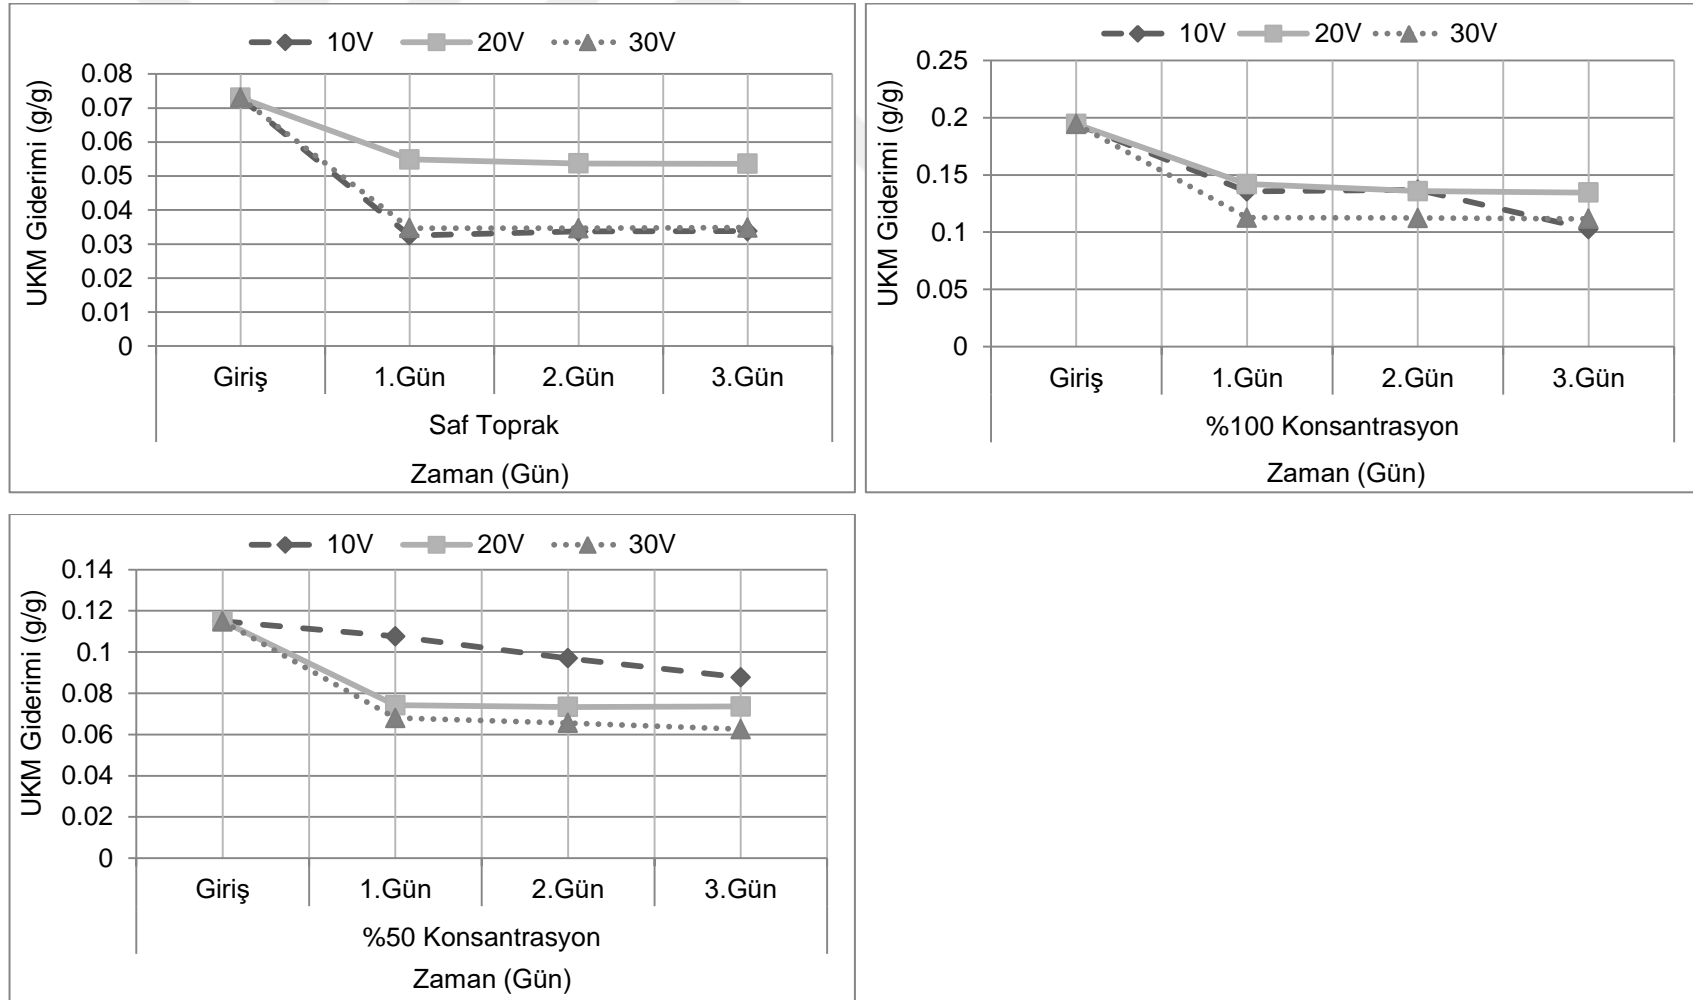 10V 20V 30V
UKM Giderimi (g/g)
0.08
0.07
0.06
0.05
0.04
0.03
0.02
0.01
0
Giriş 1.Gün 2.Gün 3.Gün
Saf Toprak
Zaman (Gün)
10V 20V 30V
UKM Giderimi (g/g)
0.25
0.2
0.15
0.1
0.05
0
Giriş 1.Gün 2.Gün 3.Gün
%100 Konsantrasyon
Zaman (Gün)
10V 20V 30V
UKM Giderimi (g/g)
0.14
0.12
0.1
0.08
0.06
0.04
0.02
0
Giriş 1.Gün 2.Gün 3.Gün
%50 Konsantrasyon
Zaman (Gün)